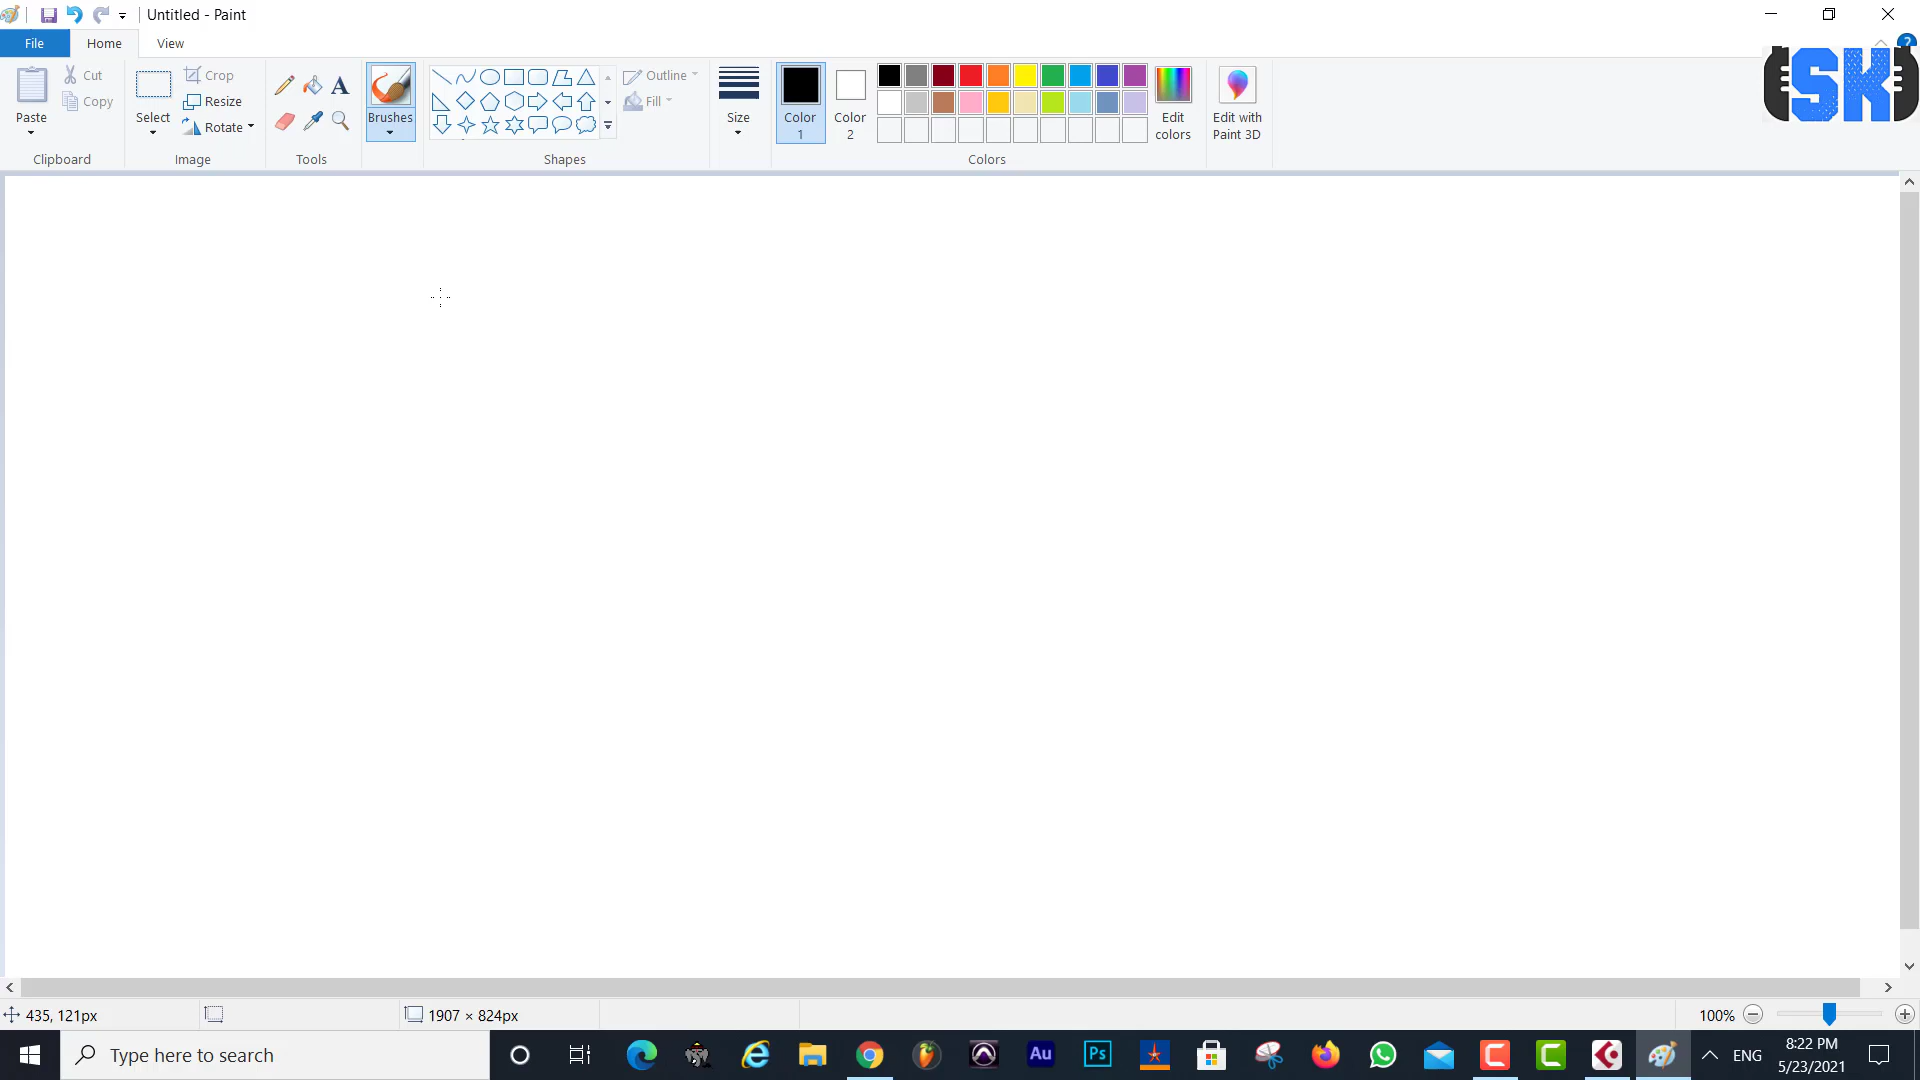 Untitled - Paint
File Home View
Paste
Cut
Copy
Clipboard
Select
Crop
Resize
Rotate
Image
A
Tools
Brushes
Outline
Fill
Shapes
Size
Color 1
Color 2
Edit colors
Colors
Edit with Paint 3D
?
SK
435, 121px
1907 × 824px
100%
Type here to search
Au
Ps
ENG
8:22 PM
5/23/2021